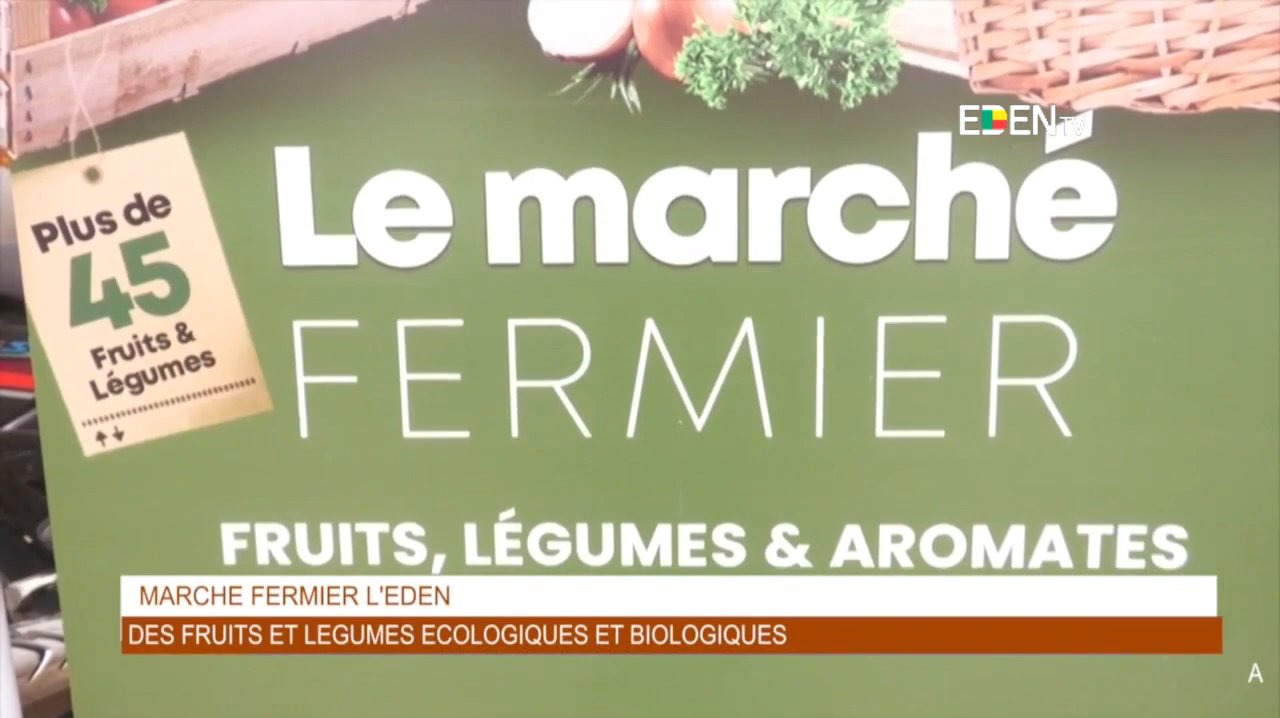 EDEN TV
Plus de
45
Fruits &
Légumes
Le marché
FERMIER
FRUITS, LÉGUMES & AROMATES
MARCHE FERMIER L'EDEN
DES FRUITS ET LEGUMES ECOLOGIQUES ET BIOLOGIQUES
A